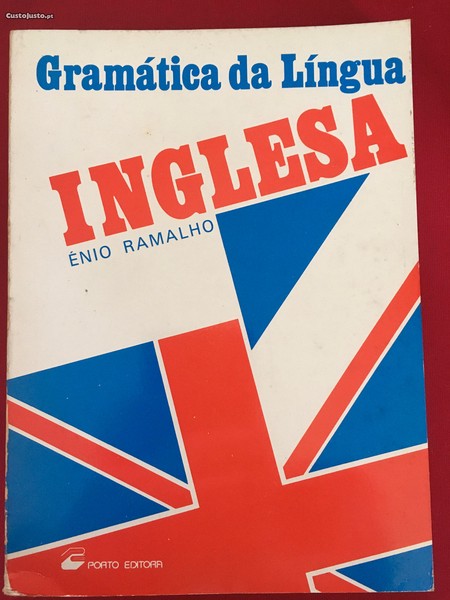 CustoJusto.pt
Gramática da Língua
INGLESA
ÉNIO RAMALHO
PORTO EDITORA